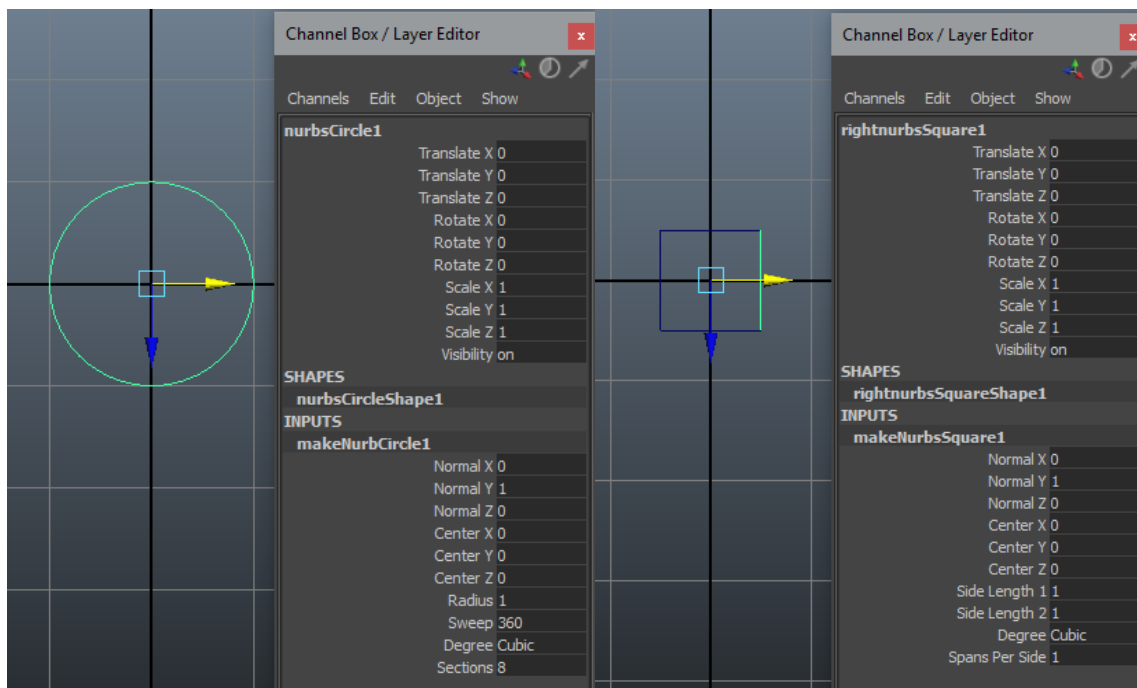 Channel Box / Layer Editor
x
Channels Edit Object Show
nurbsCircle1
Translate X 0
Translate Y 0
Translate Z 0
Rotate X 0
Rotate Y 0
Rotate Z 0
Scale X 1
Scale Y 1
Scale Z 1
Visibility on
SHAPES
nurbsCircleShape1
INPUTS
makeNurbCircle1
Normal X 0
Normal Y 1
Normal Z 0
Center X 0
Center Y 0
Center Z 0
Radius 1
Sweep 360
Degree Cubic
Sections 8
Channel Box / Layer Editor
x
Channels Edit Object Show
rightnurbsSquare1
Translate X 0
Translate Y 0
Translate Z 0
Rotate X 0
Rotate Y 0
Rotate Z 0
Scale X 1
Scale Y 1
Scale Z 1
Visibility on
SHAPES
rightnurbsSquareShape1
INPUTS
makeNurbsSquare1
Normal X 0
Normal Y 1
Normal Z 0
Center X 0
Center Y 0
Center Z 0
Side Length 1 1
Side Length 2 1
Degree Cubic
Spans Per Side 1